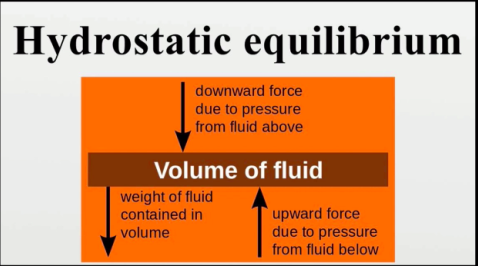 Hydrostatic equilibrium
downward force
due to pressure
from fluid above
Volume of fluid
weight of fluid
contained in
volume
upward force
due to pressure
from fluid below